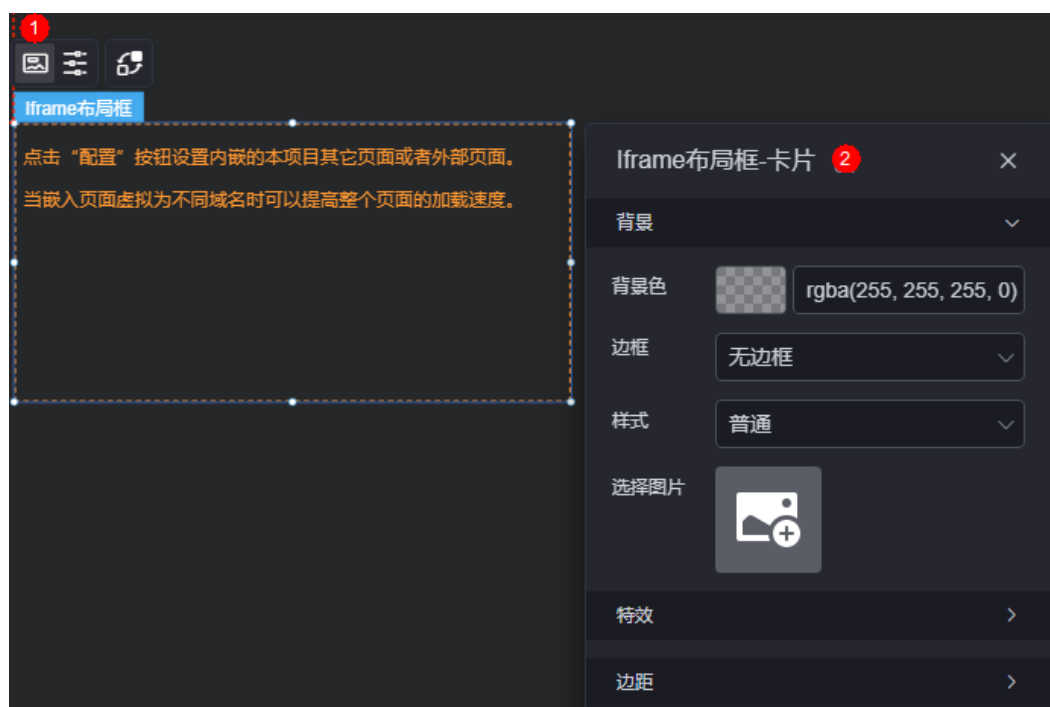 1
Iframe布局框
点击“配置”按钮设置内嵌的本项目其它页面或者外部页面。
当嵌入页面虚拟为不同域名时可以提高整个页面的加载速度。
Iframe布局框-卡片 2
背景
背景色 rgba(255, 255, 255, 0)
边框 无边框
样式 普通
选择图片
特效
边距